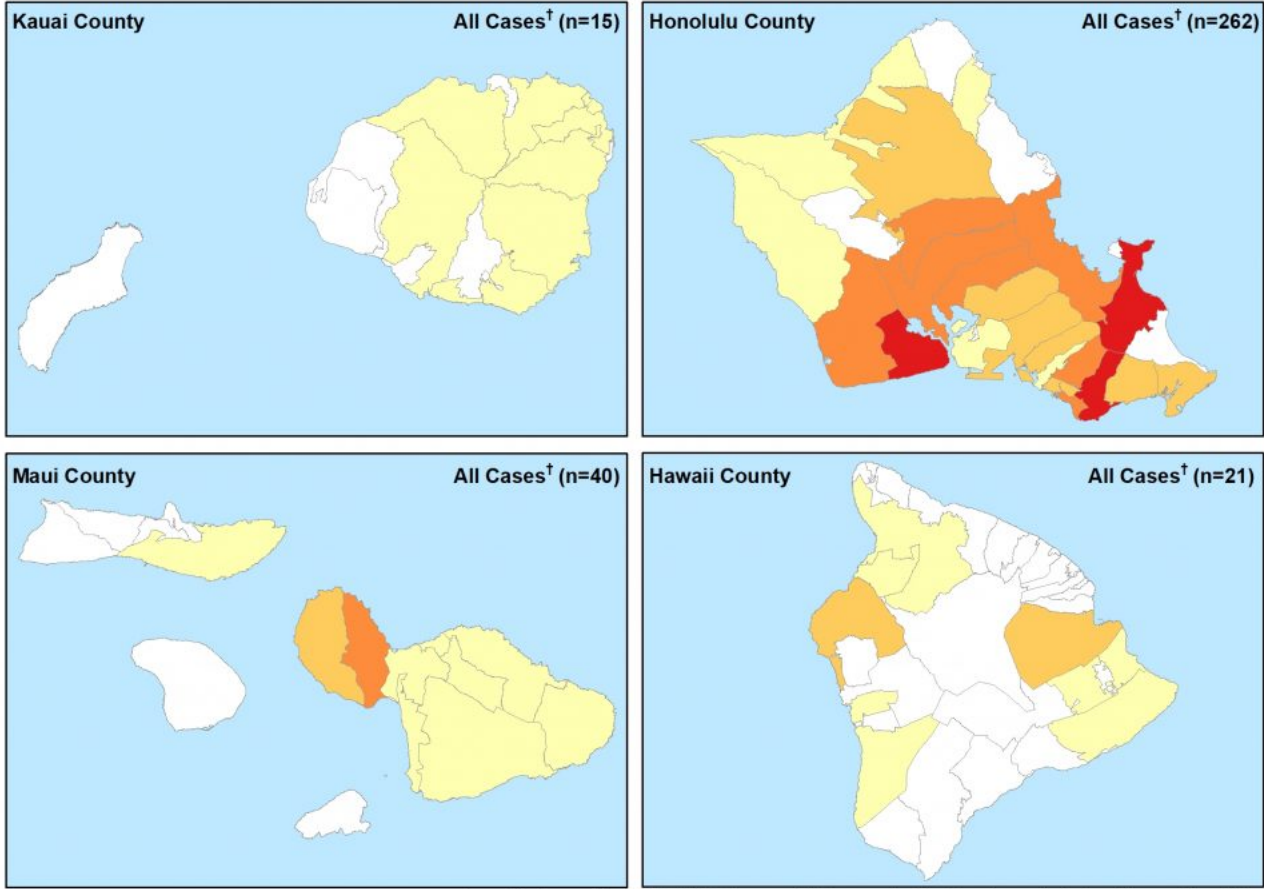 Kauai County All Cases† (n=15)
Honolulu County All Cases† (n=262)
Maui County All Cases† (n=40)
Hawaii County All Cases† (n=21)